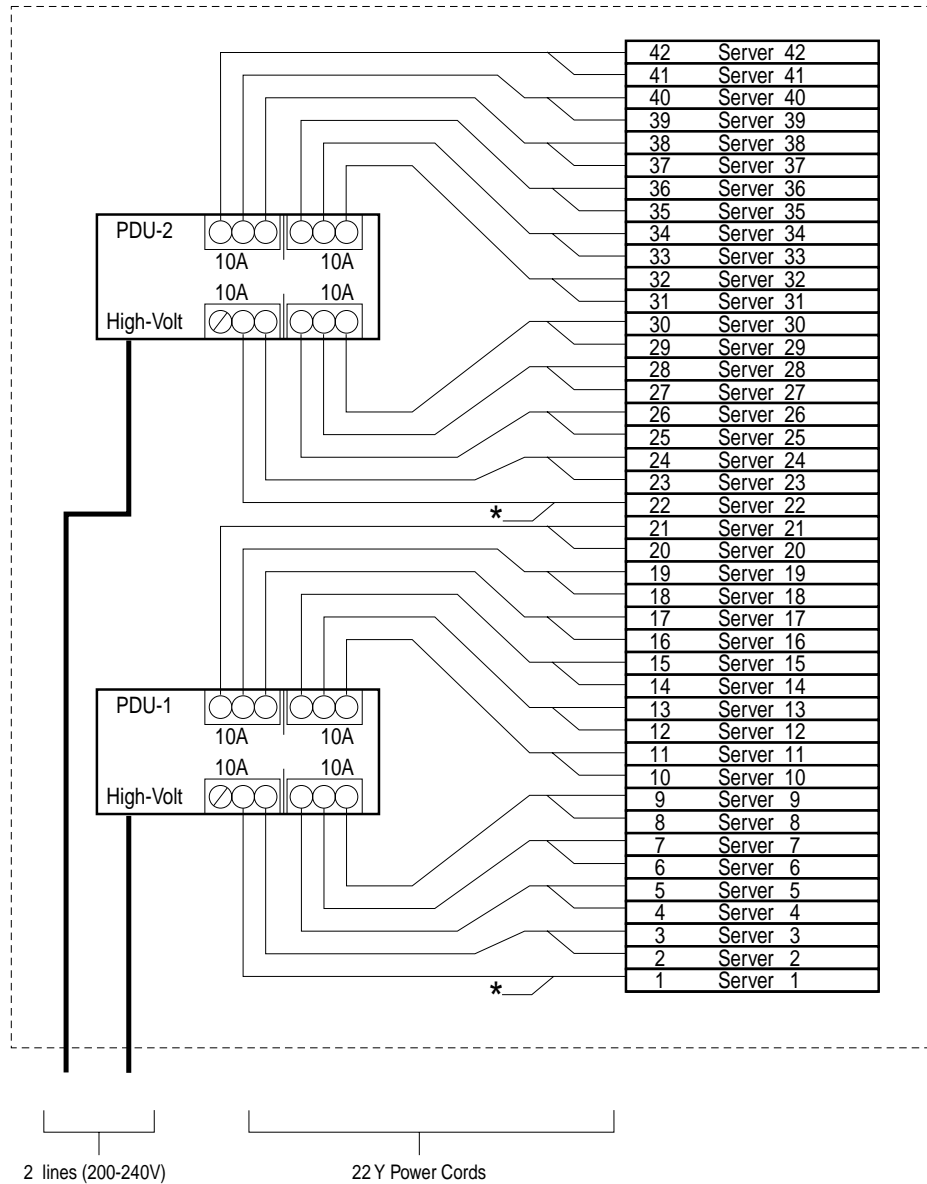 42 Server 42
41 Server 41
40 Server 40
39 Server 39
38 Server 38
37 Server 37
36 Server 36
35 Server 35
34 Server 34
33 Server 33
32 Server 32
31 Server 31
30 Server 30
29 Server 29
28 Server 28
27 Server 27
26 Server 26
25 Server 25
24 Server 24
23 Server 23
22 Server 22
21 Server 21
20 Server 20
19 Server 19
18 Server 18
17 Server 17
16 Server 16
15 Server 15
14 Server 14
13 Server 13
12 Server 12
11 Server 11
10 Server 10
9 Server 9
8 Server 8
7 Server 7
6 Server 6
5 Server 5
4 Server 4
3 Server 3
2 Server 2
1 Server 1
PDU-2
10A 10A
10A 10A
High-Volt
*
PDU-1
10A 10A
10A 10A
High-Volt
*
2 lines (200-240V)
22 Y Power Cords